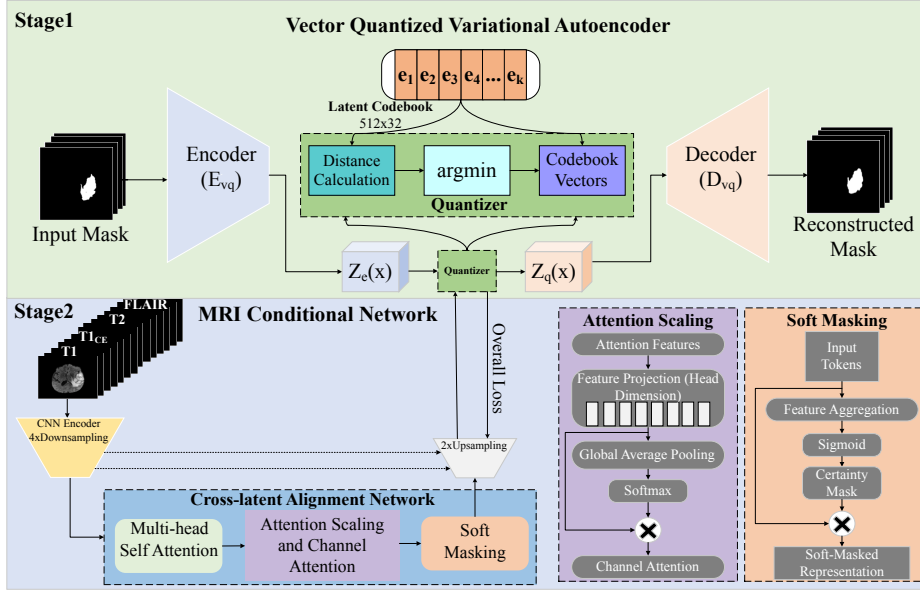 Stage1
Vector Quantized Variational Autoencoder
e1 e2 e3 e4 ... ek
Latent Codebook
512x32
Encoder
(Evq)
Distance
Calculation
argmin
Codebook
Vectors
Quantizer
Decoder
(Dvq)
Input Mask
Reconstructed
Mask
Ze(x)
Quantizer
Zq(x)
Stage2
MRI Conditional Network
FLAIR
T2
T1CE
T1
Overall Loss
CNN Encoder
4xDownsampling
2xUpsampling
Cross-latent Alignment Network
Multi-head
Self Attention
Attention Scaling
and Channel
Attention
Soft
Masking
Attention Scaling
Attention Features
Feature Projection (Head
Dimension)
Global Average Pooling
Softmax
Channel Attention
Soft Masking
Input
Tokens
Feature Aggregation
Sigmoid
Certainty
Mask
Soft-Masked
Representation